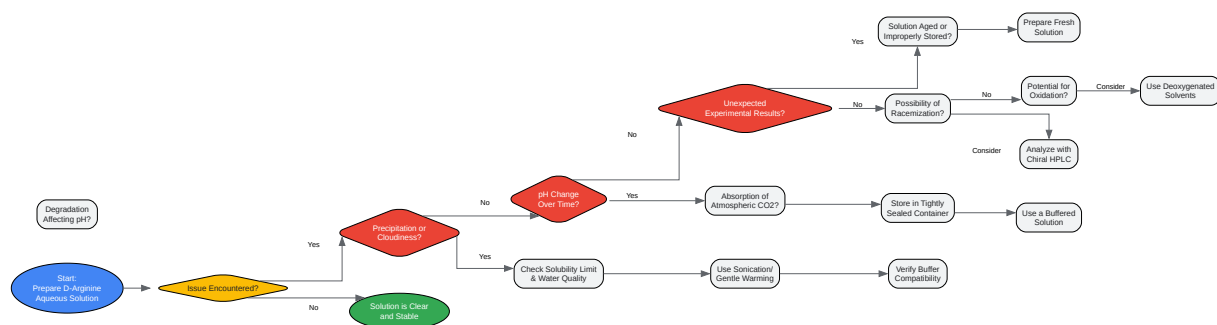 Solution Aged or
Improperly Stored?
Prepare Fresh
Solution
Yes
Unexpected
Experimental Results?
No
Possibility of
Racemization?
No
Potential for
Oxidation?
Consider
Use Deoxygenated
Solvents
No
Consider
Analyze with
Chiral HPLC
pH Change
Over Time?
Yes
Absorption of
Atmospheric CO2?
Store in Tightly
Sealed Container
Use a Buffered
Solution
No
Degradation
Affecting pH?
Precipitation or
Cloudiness?
Yes
Yes
Check Solubility Limit
& Water Quality
Use Sonication/
Gentle Warming
Verify Buffer
Compatibility
Start:
Prepare D-Arginine
Aqueous Solution
Issue Encountered?
No
Solution is Clear
and Stable